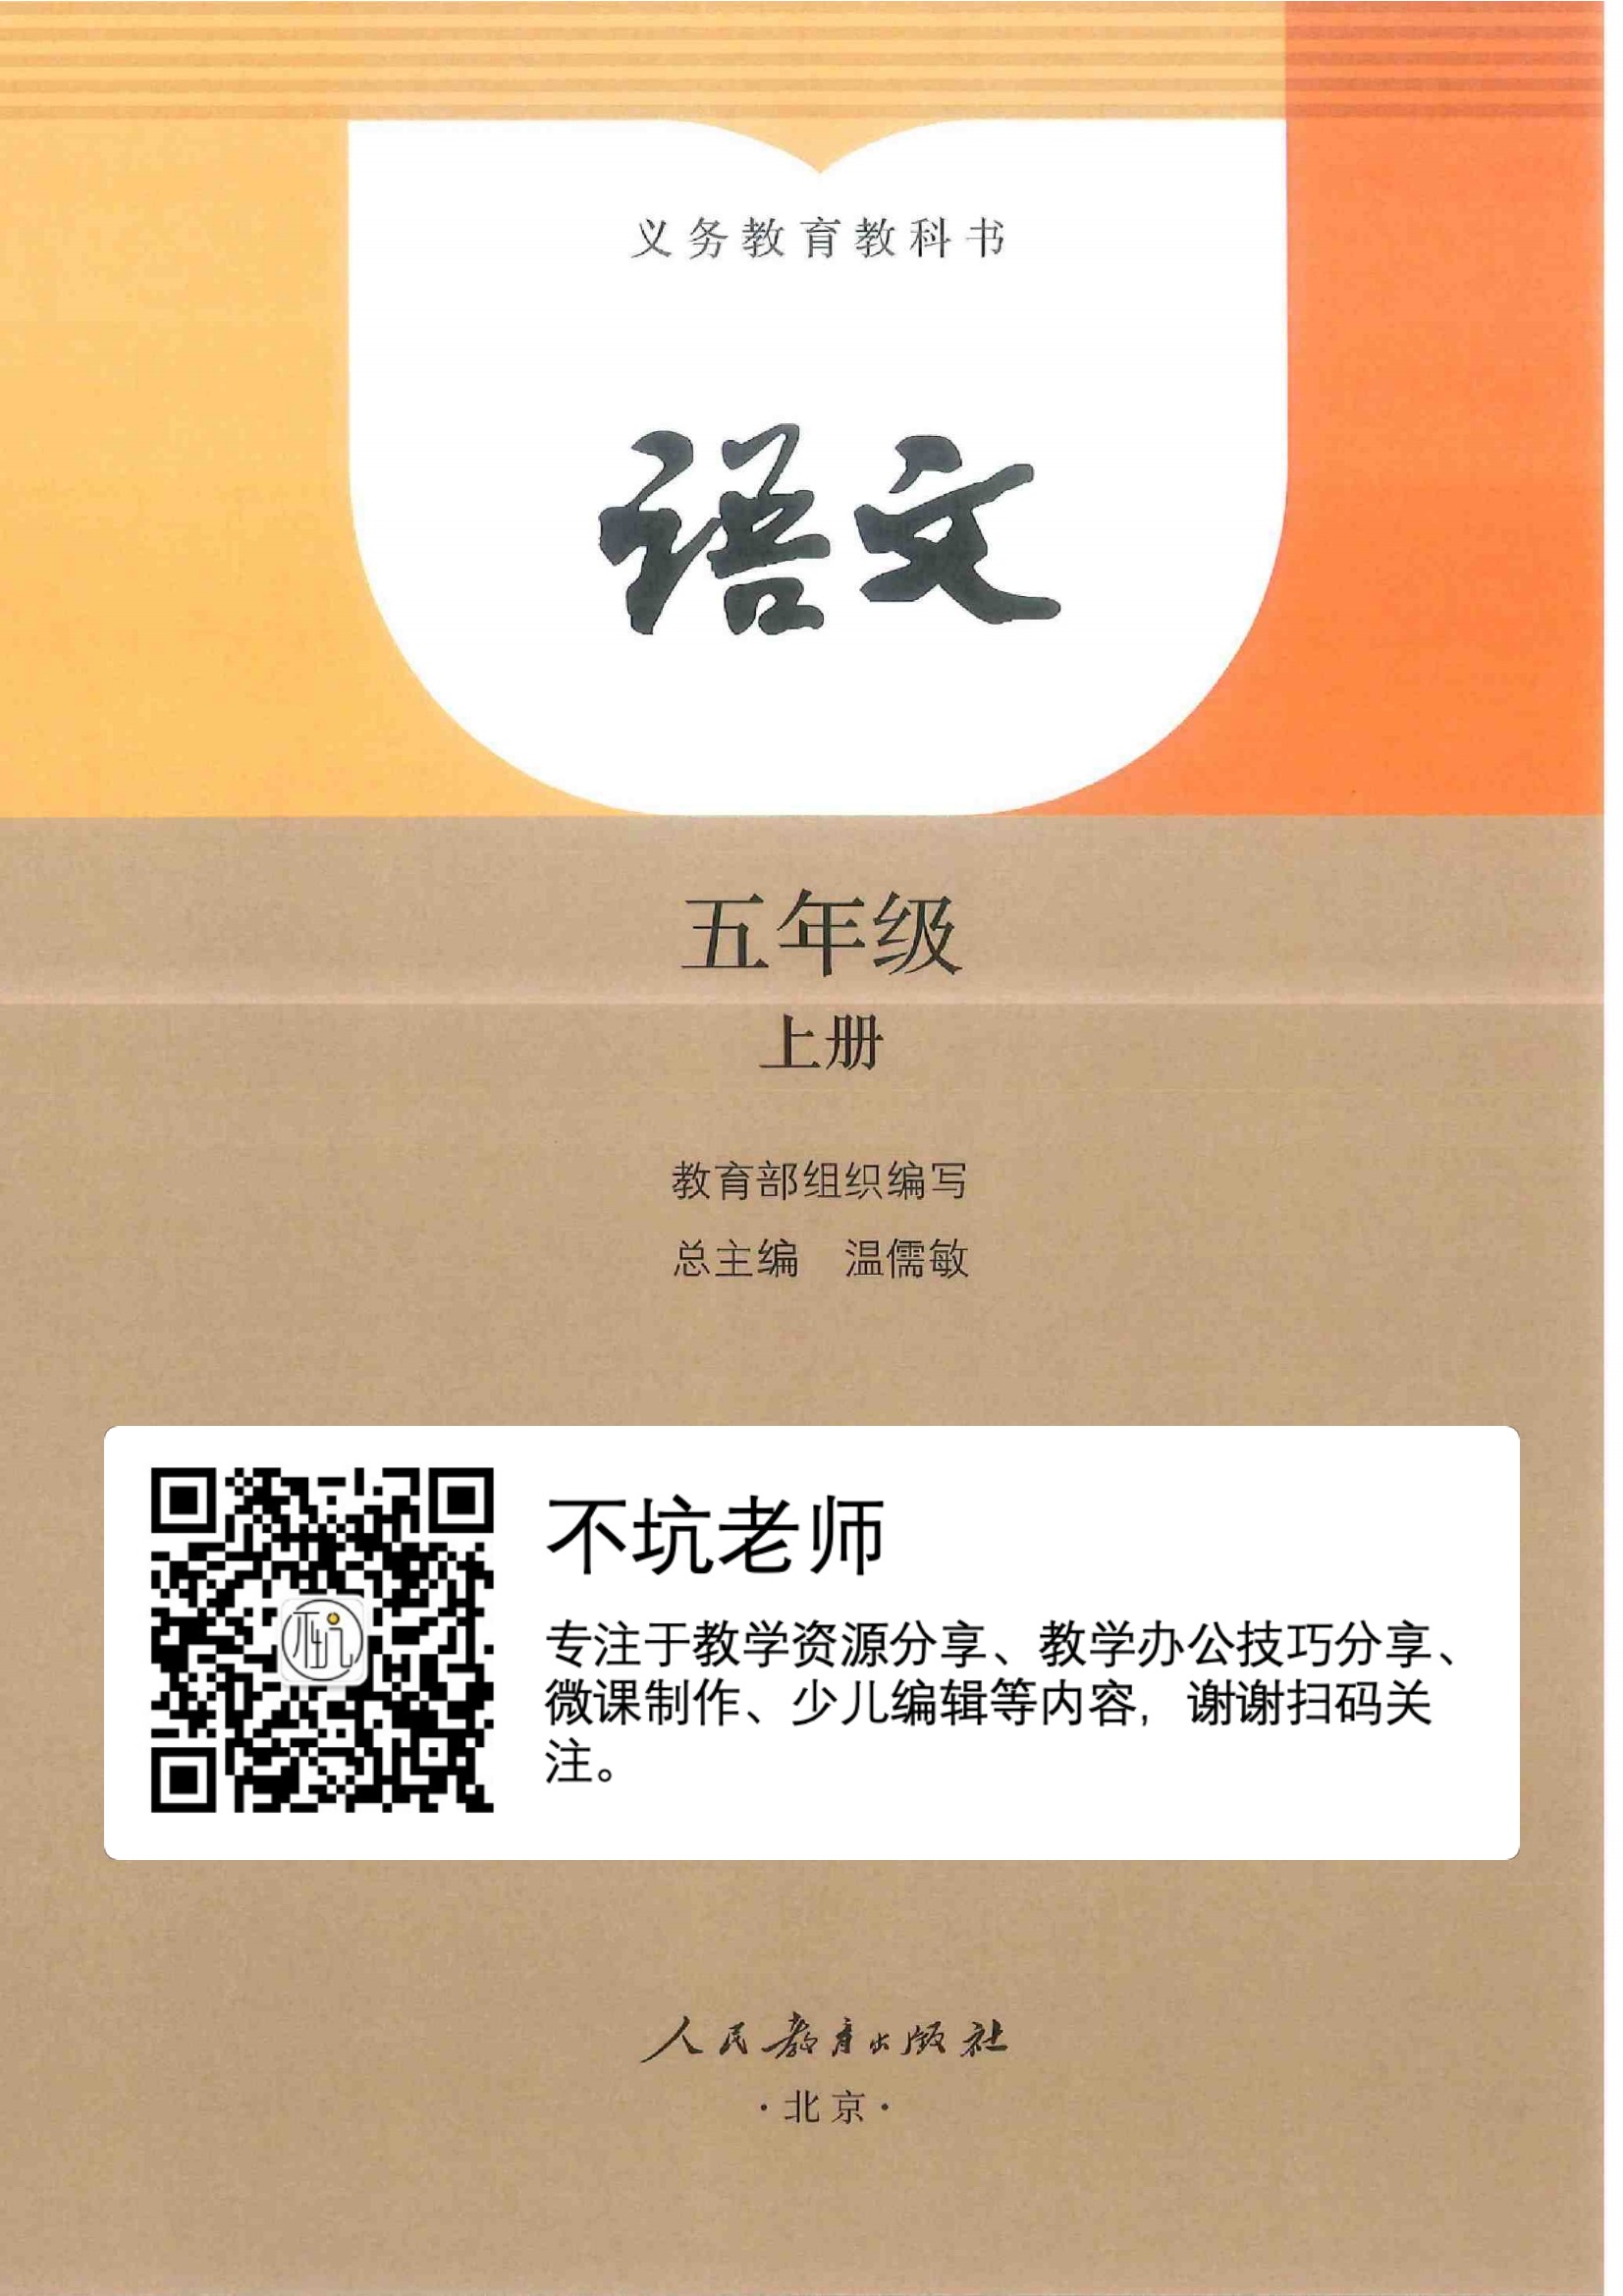 义务教育教科书
语文
五年级
上册
教育部组织编写
总主编 温儒敏
不坑老师
专注于教学资源分享、教学办公技巧分享、
微课制作、少儿编辑等内容，谢谢扫码关
注。
不坑
人民教育出版社
·北京·